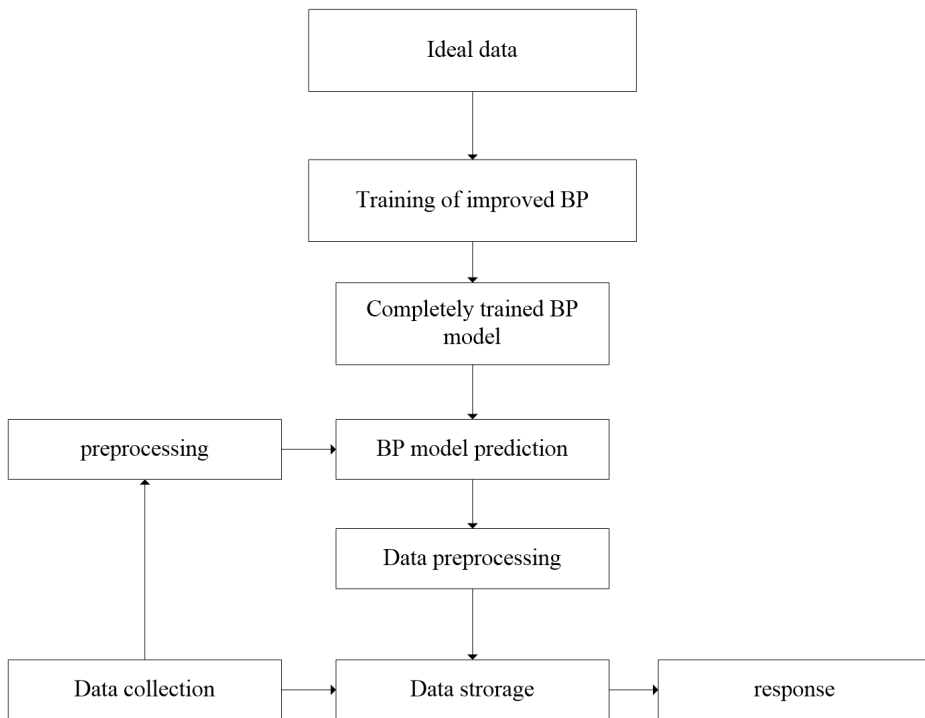 Ideal data
Training of improved BP
Completely trained BP
model
preprocessing
BP model prediction
Data preprocessing
Data collection
Data strorage
response